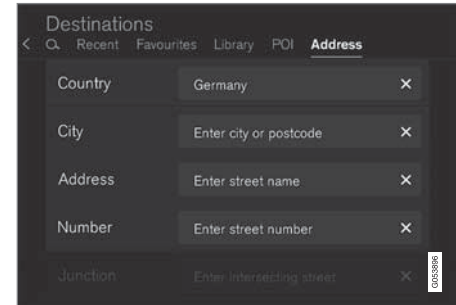 Destinations
Recent Favourites Library POI Address
Country Germany
City Enter city or postcode
Address Enter street name
Number Enter street number
Junction Enter intersecting street
G053896